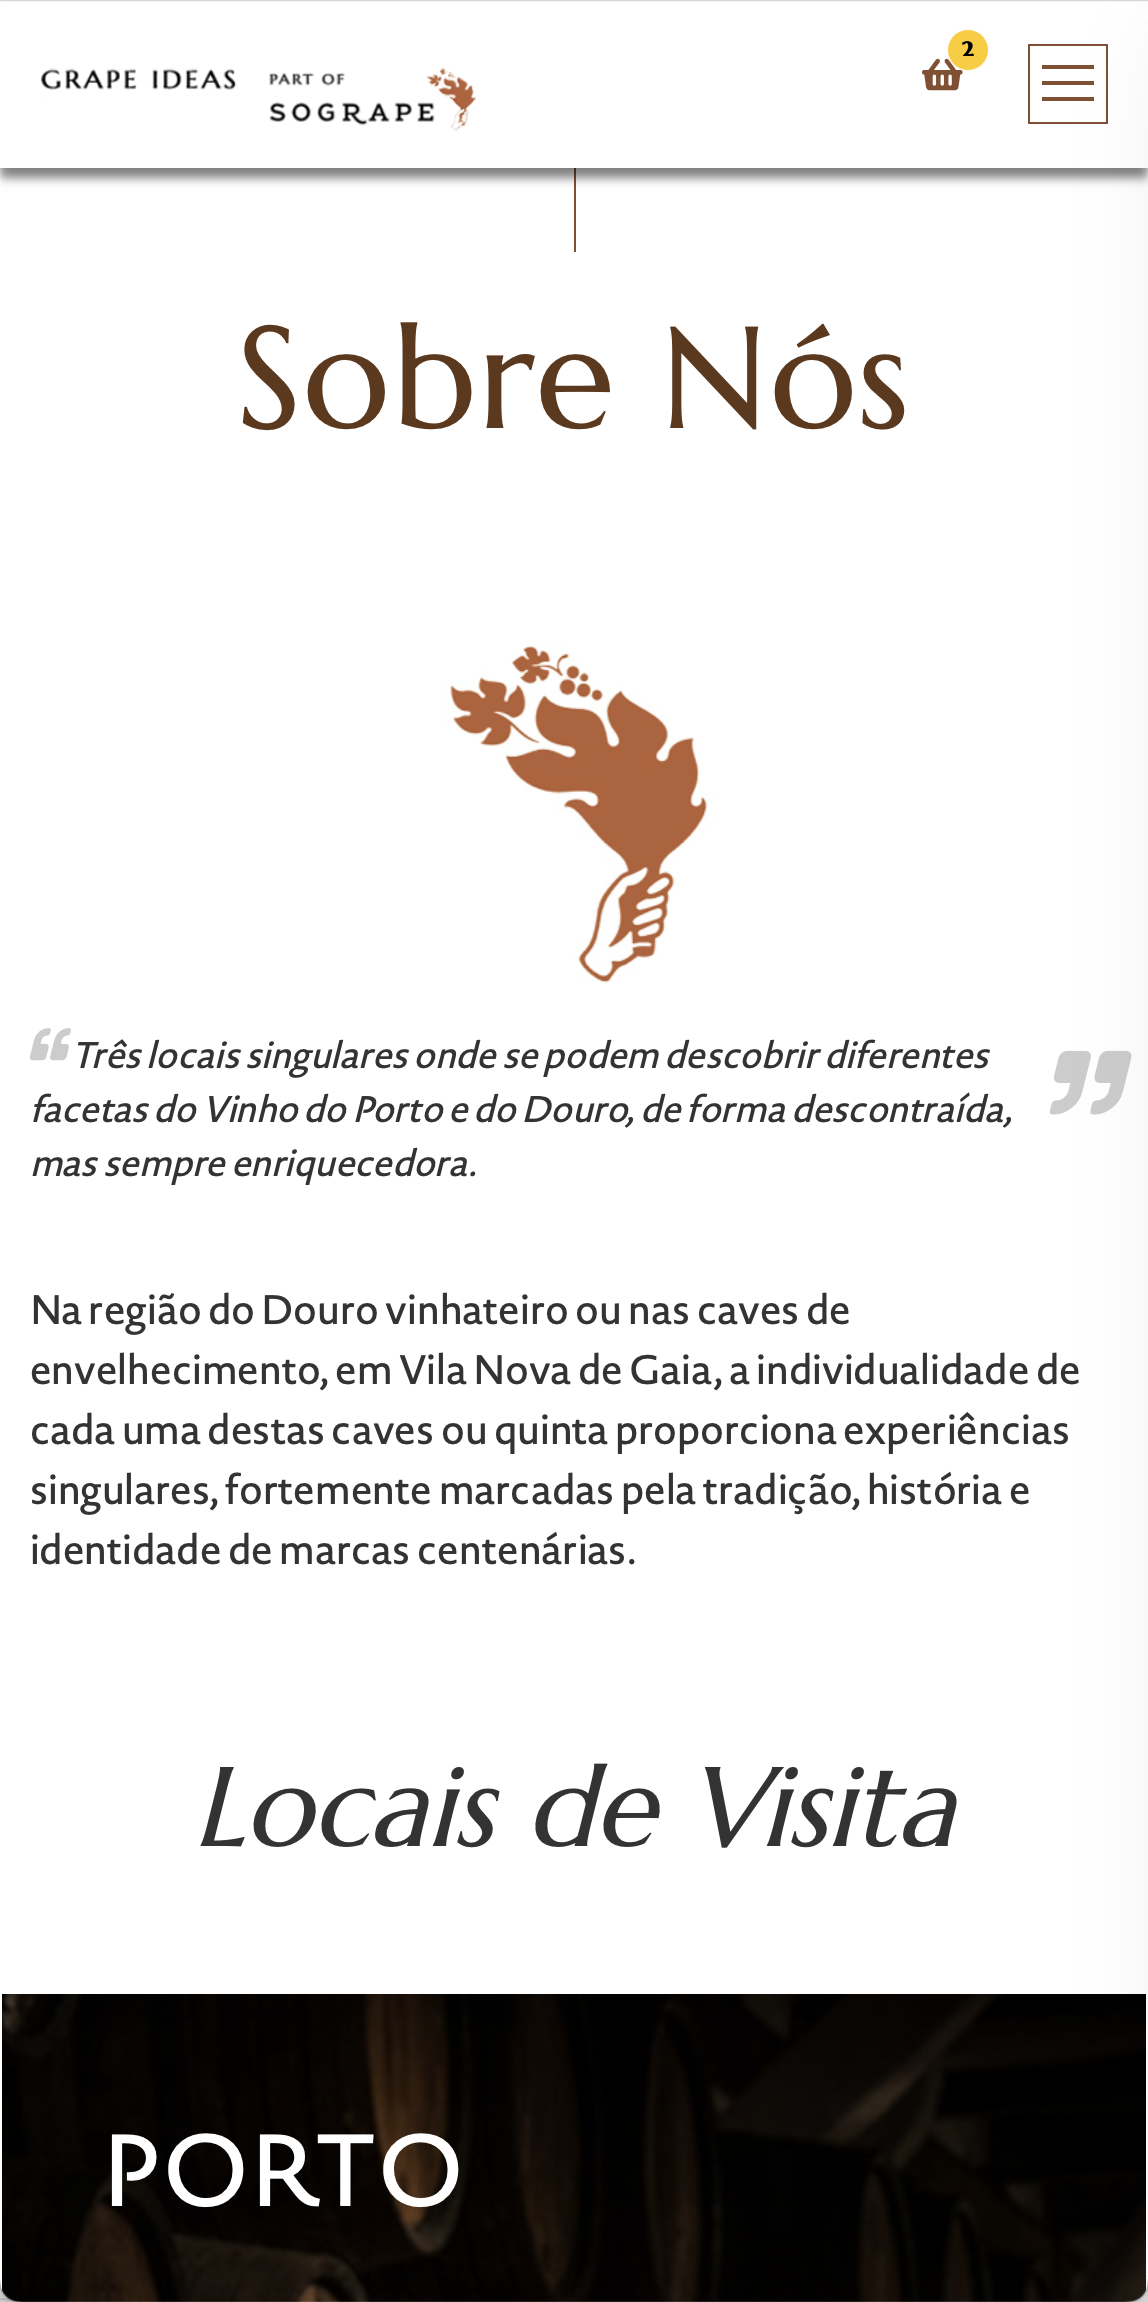 GRAPE IDEAS
PART OF
SOGRAPE
2
Sobre Nós
“Três locais singulares onde se podem descobrir diferentes
facetas do Vinho do Porto e do Douro, de forma descontraída,
mas sempre enriquecedora.”
Na região do Douro vinhateiro ou nas caves de
envelhecimento, em Vila Nova de Gaia, a individualidade de
cada uma destas caves ou quinta proporciona experiências
singulares, fortemente marcadas pela tradição, história e
identidade de marcas centenárias.
Locais de Visita
PORTO